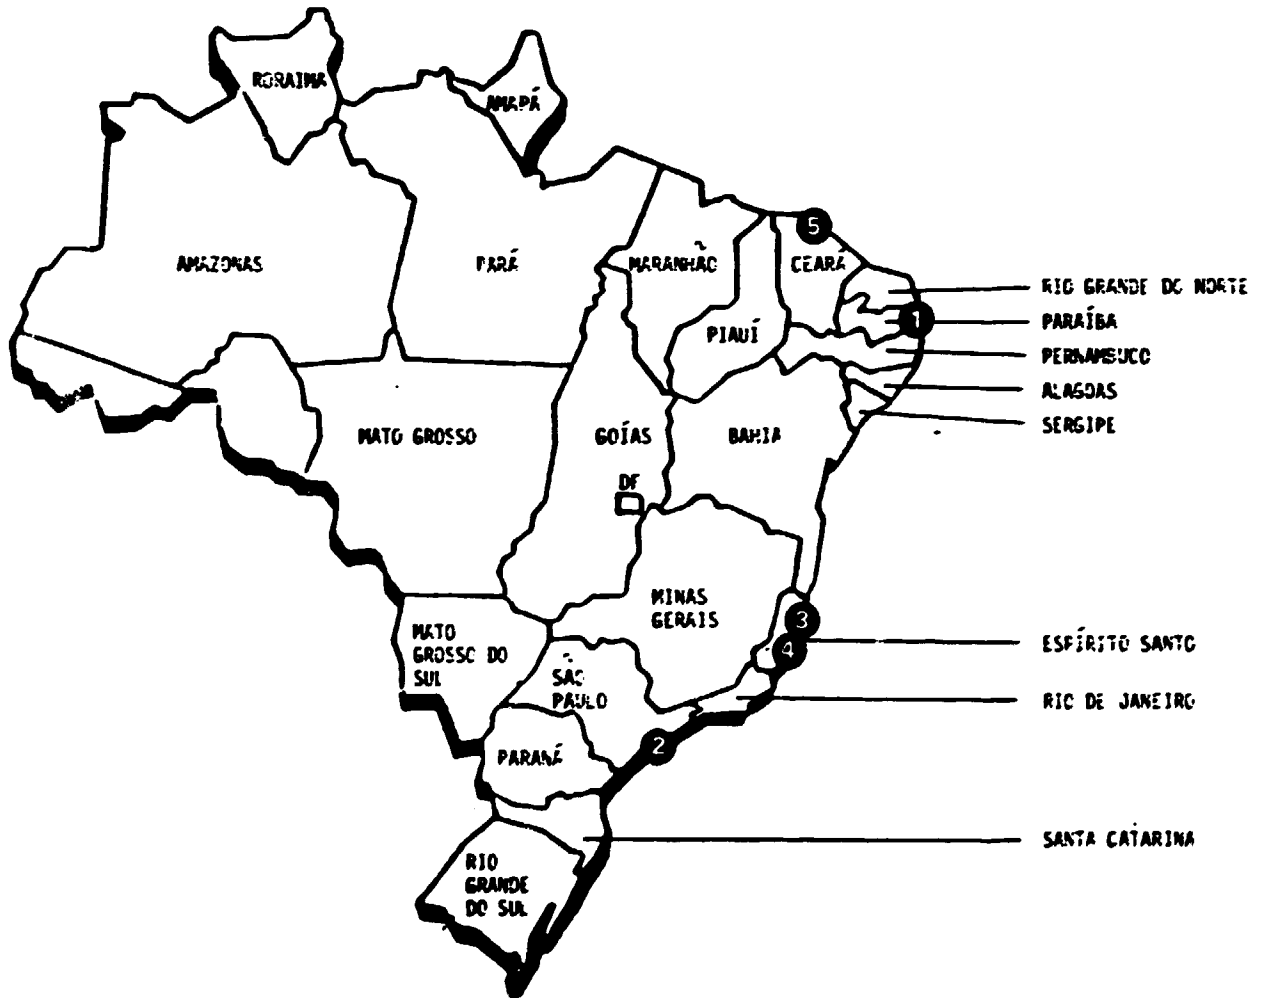 RORAIMA
AMAPÁ
5
AMAZONAS
PARÁ
MARANHÃO
CEARÁ
RIO GRANDE DO NORTE
1
PARAÍBA
PIAUÍ
PERNAMBUCO
ALAGOAS
SERGIPE
MATO GROSSO
GOÍAS
BAHIA
DF
MINAS
GERAIS
3
MATO
GROSSO DO
SUL
4
ESPÍRITO SANTO
SÃO
PAULO
RIO DE JANEIRO
2
PARANÁ
SANTA CATARINA
RIO
GRANDE
DO SUL